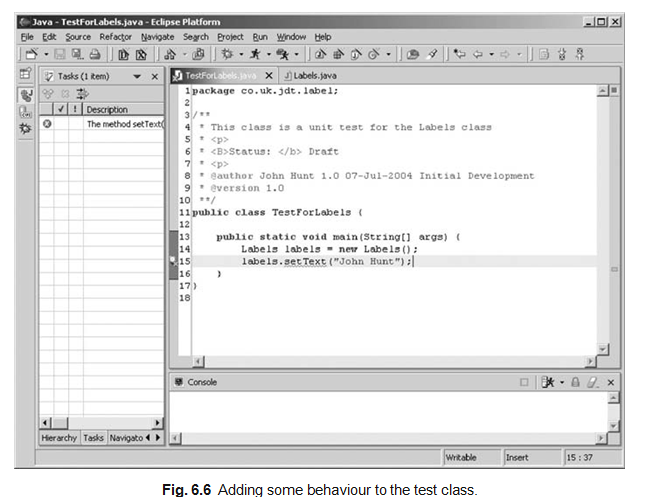 Java - TestForLabels.java - Eclipse Platform
File Edit Source Refactor Navigate Search Project Run Window Help
Tasks (1 item)
TestForLabels.java
Labels.java
! Description
The method setText(
1 package co.uk.jdt.label;
2
3 /**
4 * This class is a unit test for the Labels class
5 * <p>
6 * <B>Status: </b> Draft
7 * <p>
8 * @author John Hunt 1.0 07-Jul-2004 Initial Development
9 * @version 1.0
10 **/
11 public class TestForLabels {
12
13 public static void main(String[] args) {
14 Labels labels = new Labels();
15 labels.setText("John Hunt");
16 }
17 }
18
Console
Hierarchy Tasks Navigato
Writable Insert 15 : 37
Fig. 6.6 Adding some behaviour to the test class.